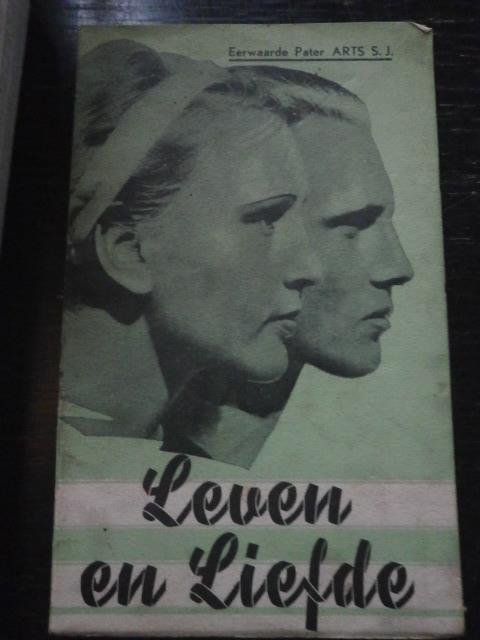 Eerwaarde Pater ARTS S. J.
Leven
en Liefde